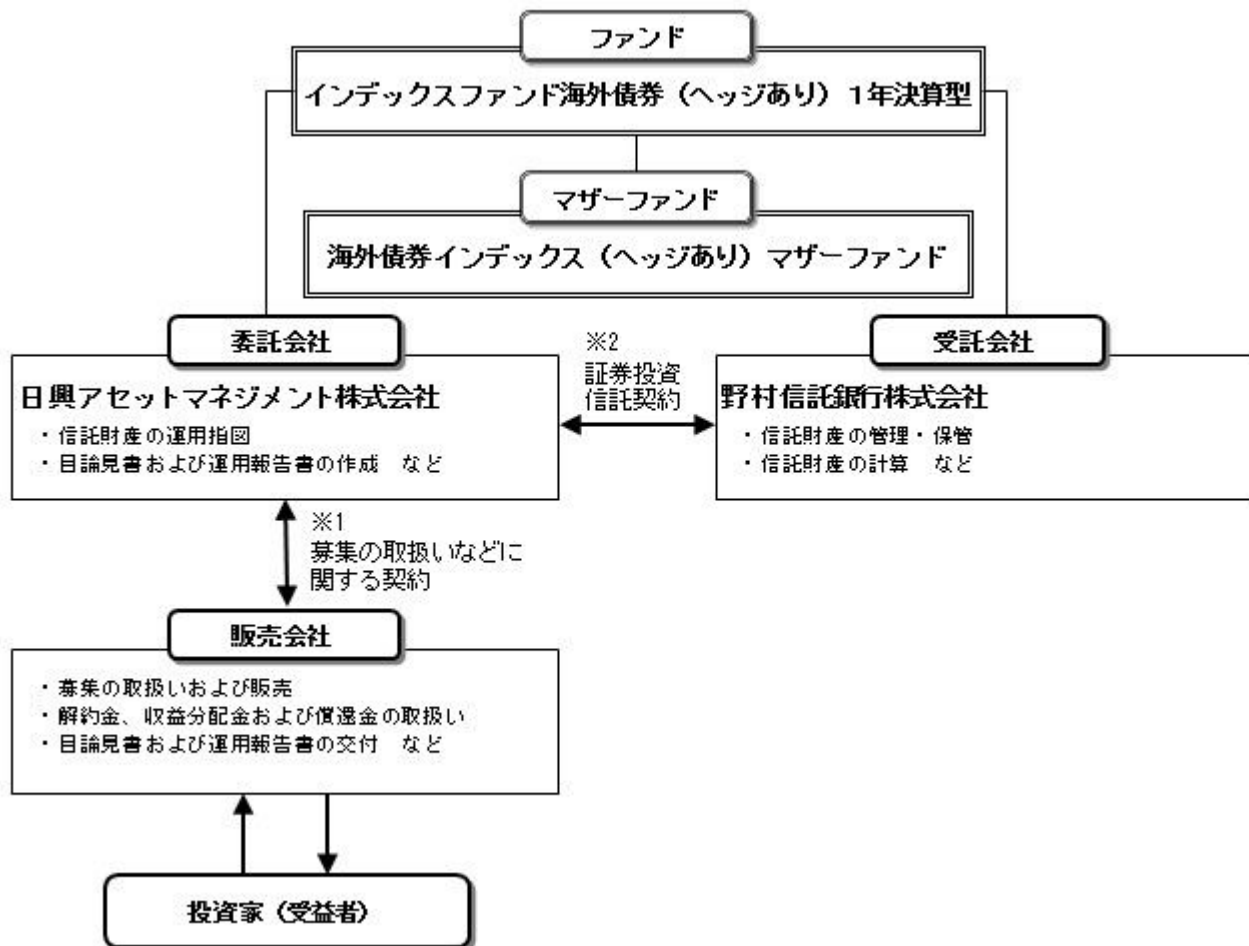 ファンド
インデックスファンド海外債券（ヘッジあり）１年決算型
マザーファンド
海外債券インデックス（ヘッジあり）マザーファンド
委託会社
日興アセットマネジメント株式会社
・信託財産の運用指図
・目論見書および運用報告書の作成　など
※2
証券投資
信託契約
受託会社
野村信託銀行株式会社
・信託財産の管理・保管
・信託財産の計算　など
※1
募集の取扱いなどに
関する契約
販売会社
・募集の取扱いおよび販売
・解約金、収益分配金および償還金の取扱い
・目論見書および運用報告書の交付　など
投資家（受益者）